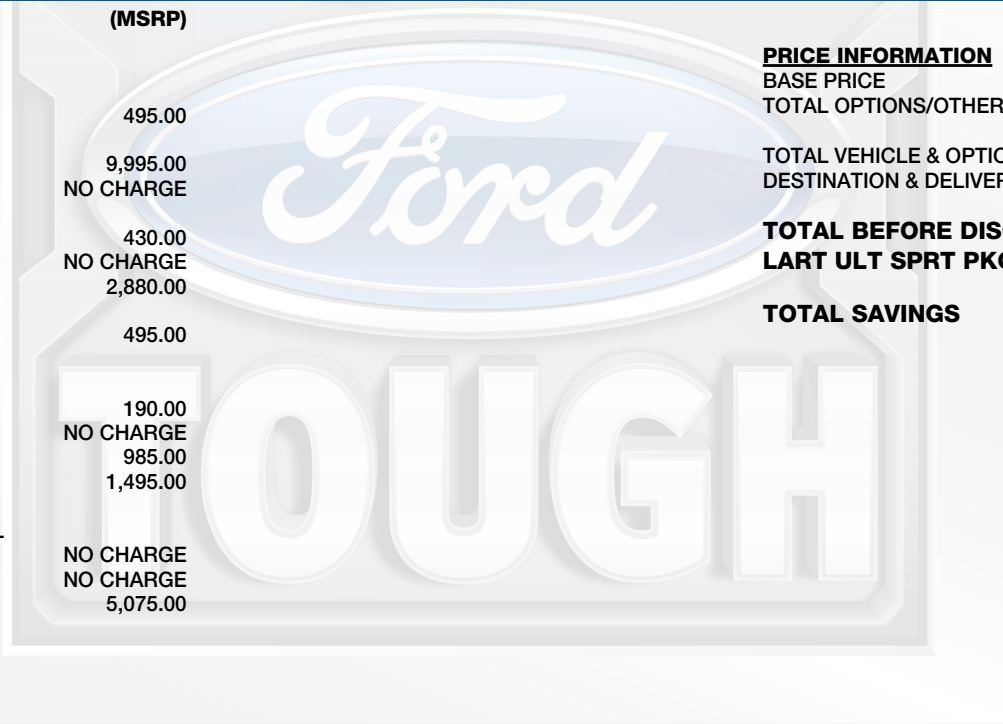 (MSRP)
495.00
9,995.00
NO CHARGE
430.00
NO CHARGE
2,880.00
495.00
190.00
NO CHARGE
985.00
1,495.00
NO CHARGE
NO CHARGE
5,075.00
PRICE INFORMATION
BASE PRICE
TOTAL OPTIONS/OTHER
TOTAL VEHICLE & OPTIO
DESTINATION & DELIVER
TOTAL BEFORE DIS
LART ULT SPRT PK
TOTAL SAVINGS
Ford
TOUGH